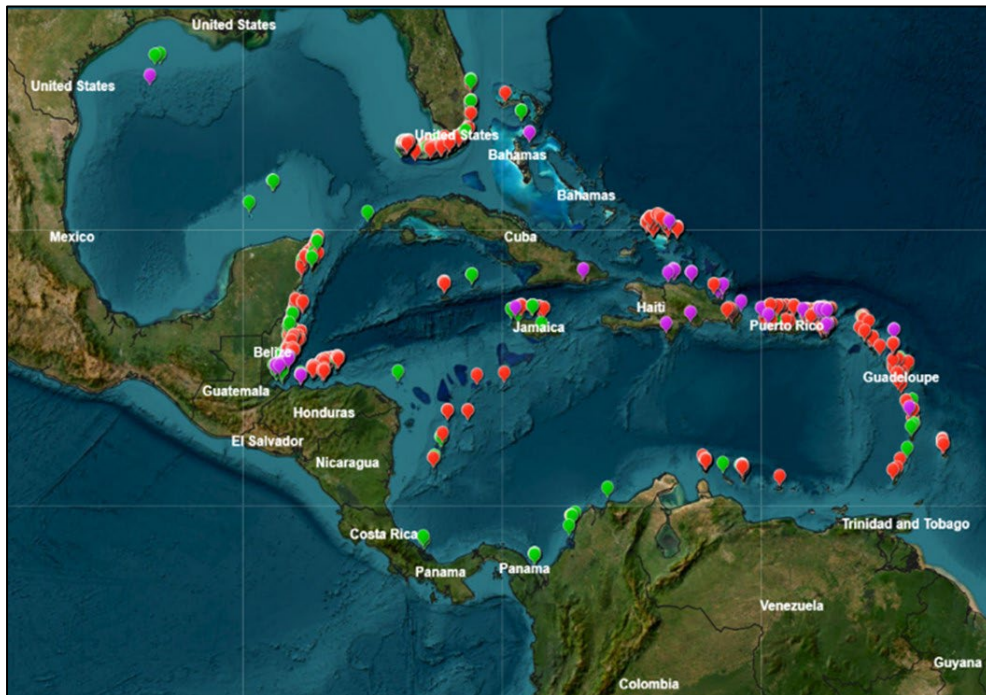 United States
United States
United States
Bahamas
Bahamas
Mexico
Cuba
Haiti
Jamaica
Puerto Rico
Belize
Guadeloupe
Guatemala
Honduras
El Salvador
Nicaragua
Trinidad and Tobago
Costa Rica
Panama
Panama
Venezuela
Guyana
Colombia